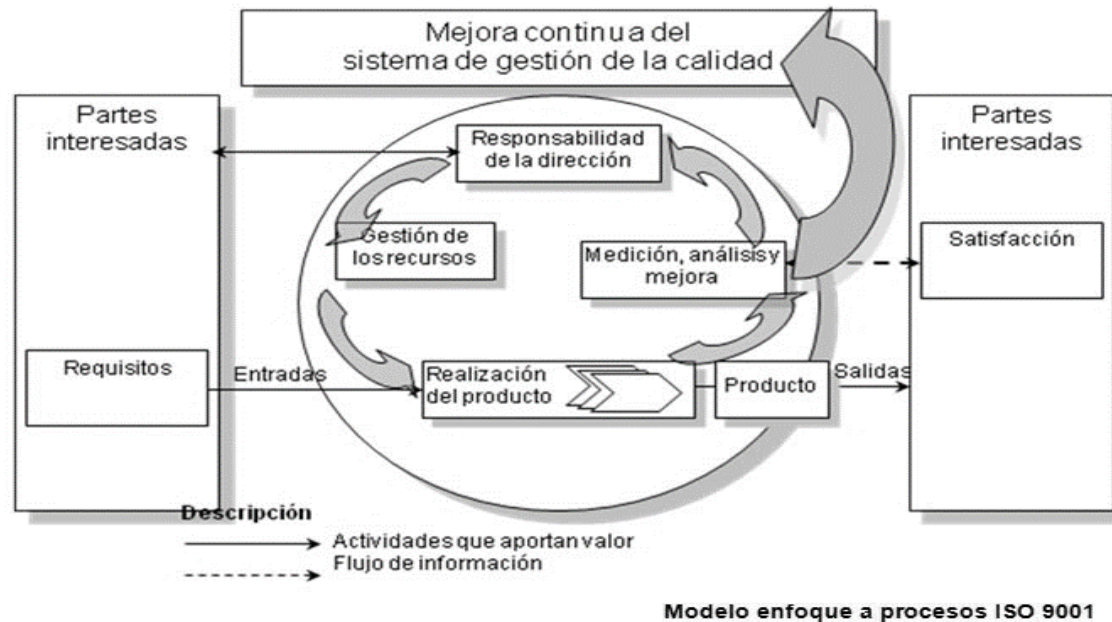 Mejora continua del
sistema de gestión de la calidad
Partes
interesadas
Responsabilidad
de la dirección
Partes
interesadas
Gestión de
los recursos
Medición, análisis y
mejora
Satisfacción
Requisitos
Entradas
Realización
del producto
Producto
Salidas
Descripción
Actividades que aportan valor
Flujo de información
Modelo enfoque a procesos ISO 9001